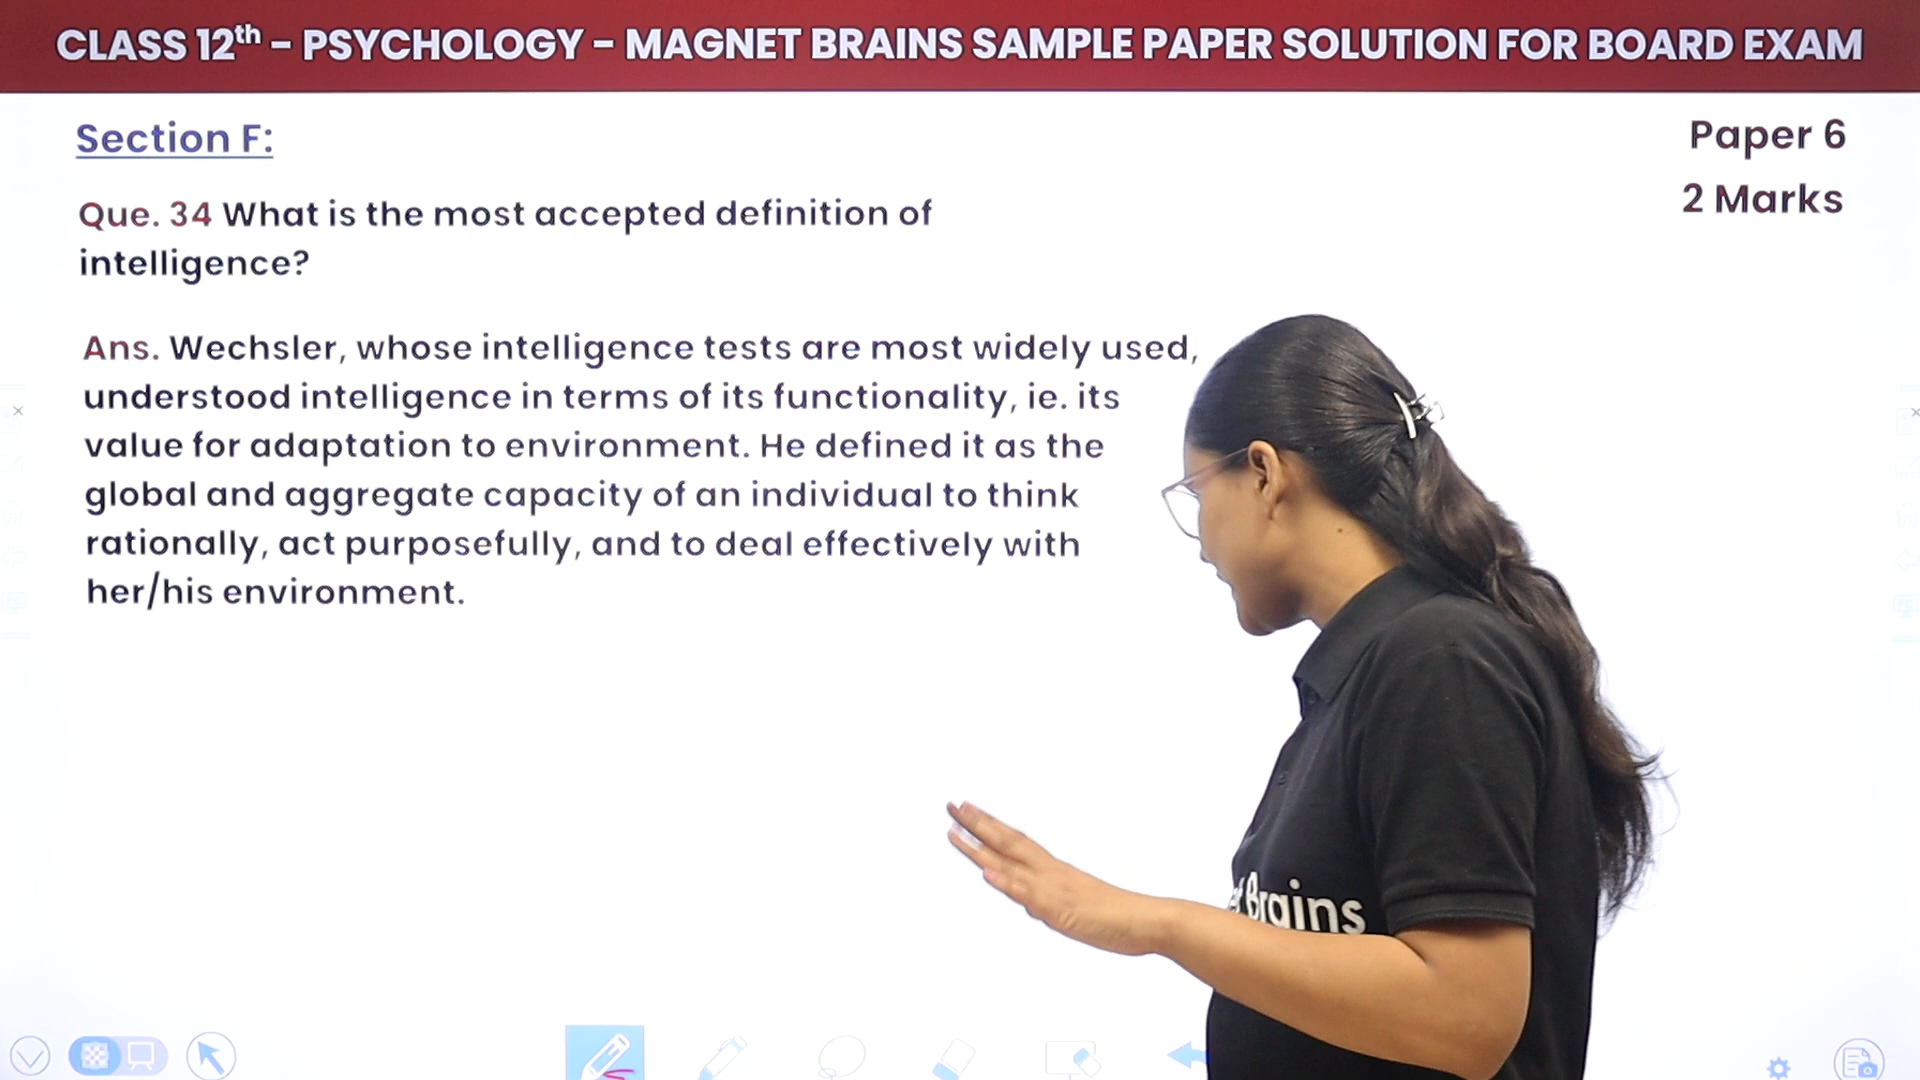 CLASS 12th - PSYCHOLOGY - MAGNET BRAINS SAMPLE PAPER SOLUTION FOR BOARD EXAM
Section F:
Paper 6
2 Marks
Que. 34 What is the most accepted definition of
intelligence?
Ans. Wechsler, whose intelligence tests are most widely used,
understood intelligence in terms of its functionality, ie. its
value for adaptation to environment. He defined it as the
global and aggregate capacity of an individual to think
rationally, act purposefully, and to deal effectively with
her/his environment.
Brains